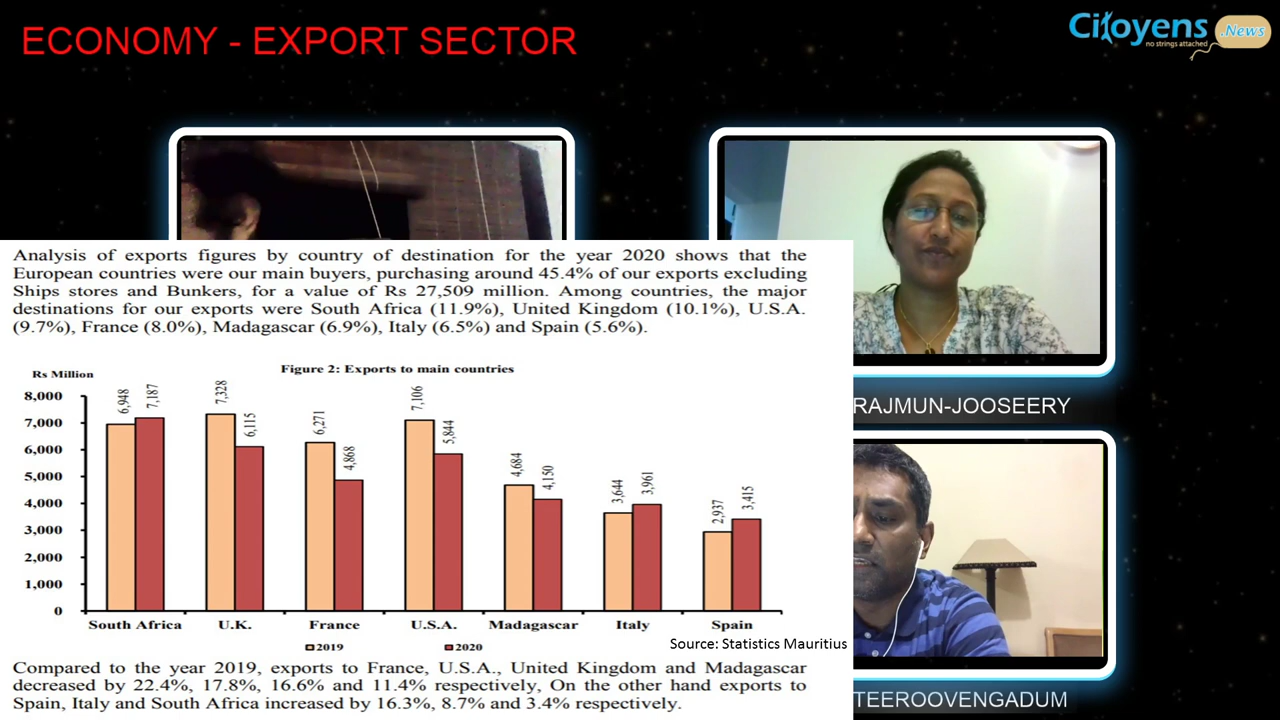 ECONOMY - EXPORT SECTOR
Citoyens
.News
no strings attached
Analysis of exports figures by country of destination for the year 2020 shows that the
European countries were our main buyers, purchasing around 45.4% of our exports excluding
Ships stores and Bunkers, for a value of Rs 27,509 million. Among countries, the major
destinations for our exports were South Africa (11.9%), United Kingdom (10.1%), U.S.A.
(9.7%), France (8.0%), Madagascar (6.9%), Italy (6.5%) and Spain (5.6%).
Rs Million
Figure 2: Exports to main countries
8,000
7,000
6,000
5,000
4,000
3,000
2,000
1,000
0
6,948
7,187
7,328
6,115
6,271
4,868
7,106
5,844
4,684
4,150
3,644
3,961
2,937
3,415
South Africa
U.K.
France
U.S.A.
Madagascar
Italy
Spain
2019
2020
Source: Statistics Mauritius
Compared to the year 2019, exports to France, U.S.A., United Kingdom and Madagascar
decreased by 22.4%, 17.8%, 16.6% and 11.4% respectively, On the other hand exports to
Spain, Italy and South Africa increased by 16.3%, 8.7% and 3.4% respectively.
RAJMUN-JOOSEERY
TEEROOVENGADUM